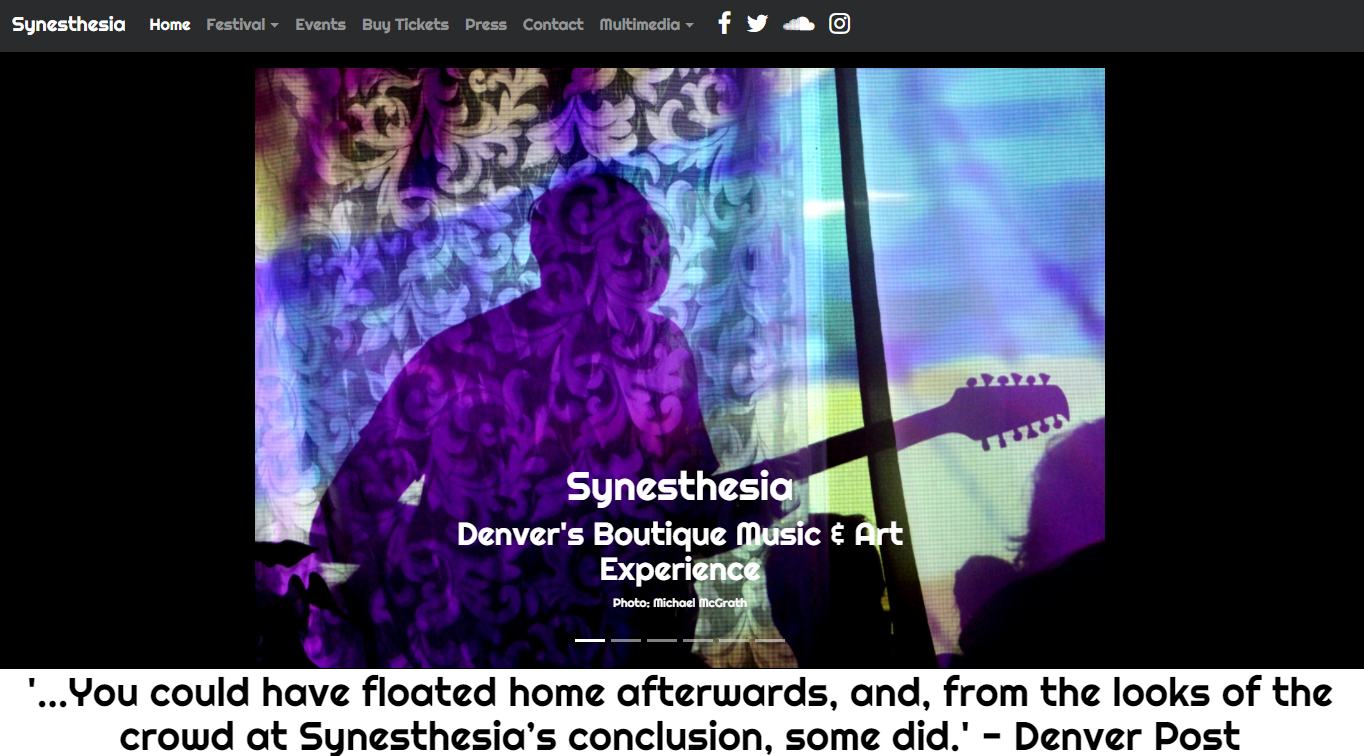 Synesthesia Home Festival Events Buy Tickets Press Contact Multimedia
Synesthesia
Denver's Boutique Music & Art
Experience
Photo: Michael McGrath
'...You could have floated home afterwards, and, from the looks of the
crowd at Synesthesia’s conclusion, some did.' - Denver Post